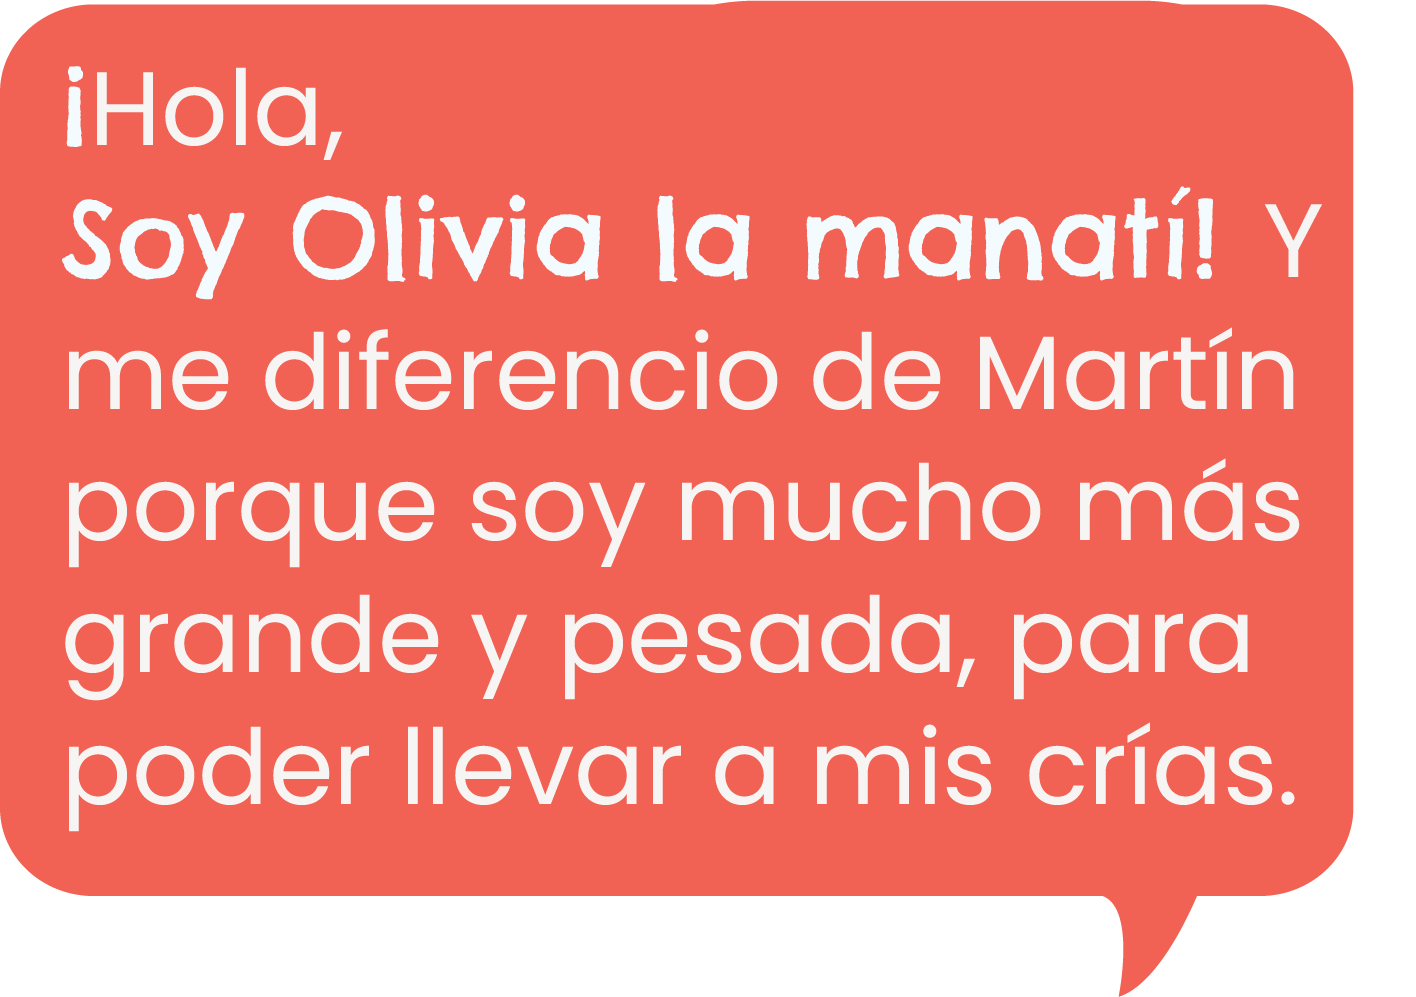 ¡Hola,
Soy Olivia la manatí! Y
me diferencio de Martín
porque soy mucho más
grande y pesada, para
poder llevar a mis crías.